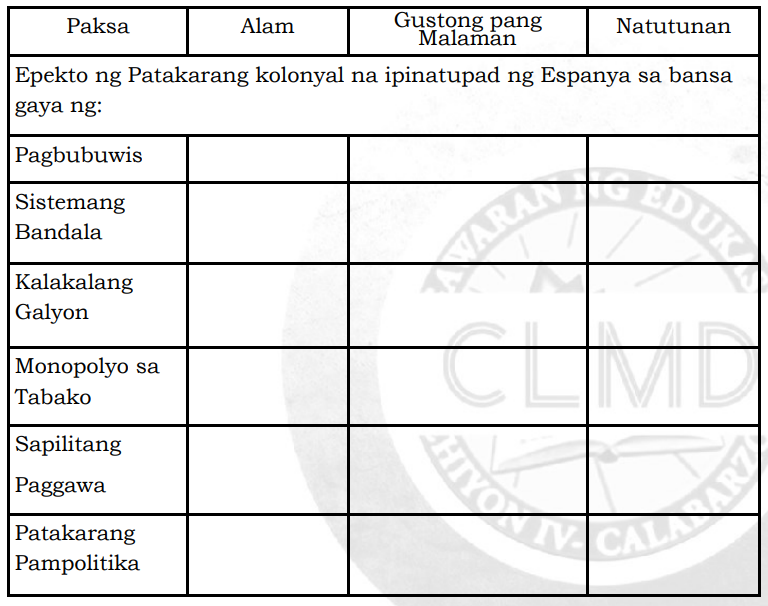 Paksa Alam Gustong pang Natutunan
Malaman
Epekto ng Patakarang kolonyal na ipinatupad ng Espanya sa bansa
gaya ng:
Pagbubuwis
Sistemang
Bandala
Kalakalang
Galyon
Monopolyo sa
Tabako
Sapilitang
Paggawa
Patakarang
Pampolitika
CLMD